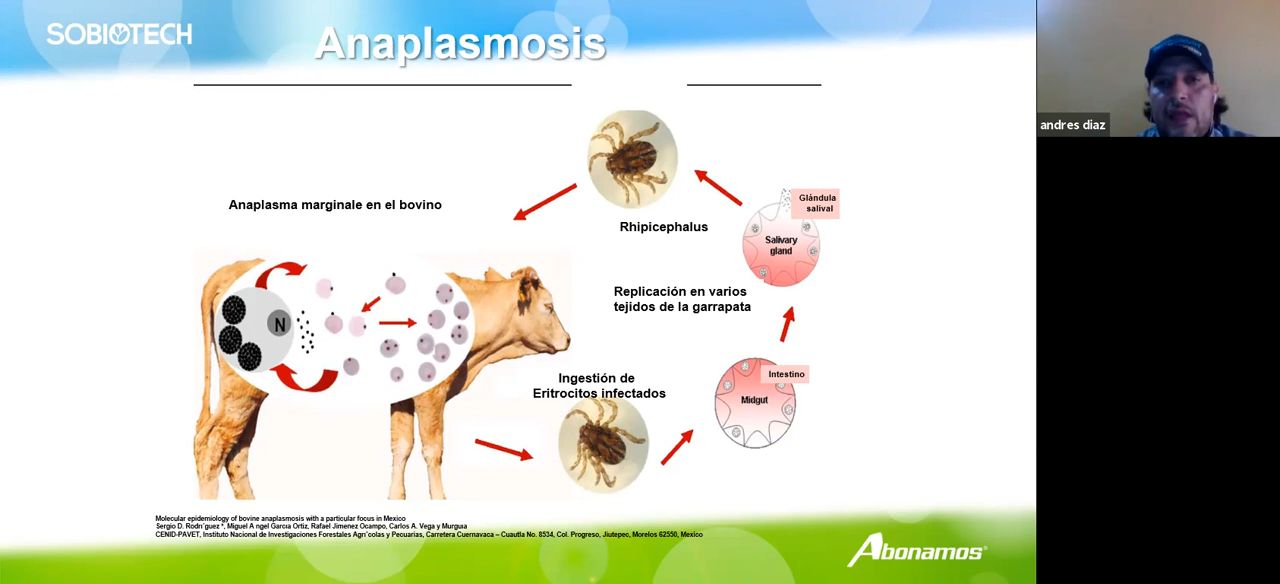 SOBIOTECH
Anaplasmosis
andres diaz
Anaplasma marginale en el bovino
Rhipicephalus
Glándula
salival
Salivary
gland
Replicación en varios
tejidos de la garrapata
N
Ingestión de
Eritrocitos infectados
Intestino
Midgut
Molecular epidemiology of bovine anaplasmosis with a particular focus in Mexico
Sergio D. Rodrı´guez *, Miguel A ngel Garcıa Ortiz, Rafael Jimenez Ocampo, Carlos A. Vega y Murguıa
CENID-PAVET, Instituto Nacional de Investigaciones Forestales Agrı´colas y Pecuarias, Carretera Cuernavaca – Cuautla No. 8534, Col. Progreso, Jiutepec, Morelos 62550, Mexico
Abonamos®